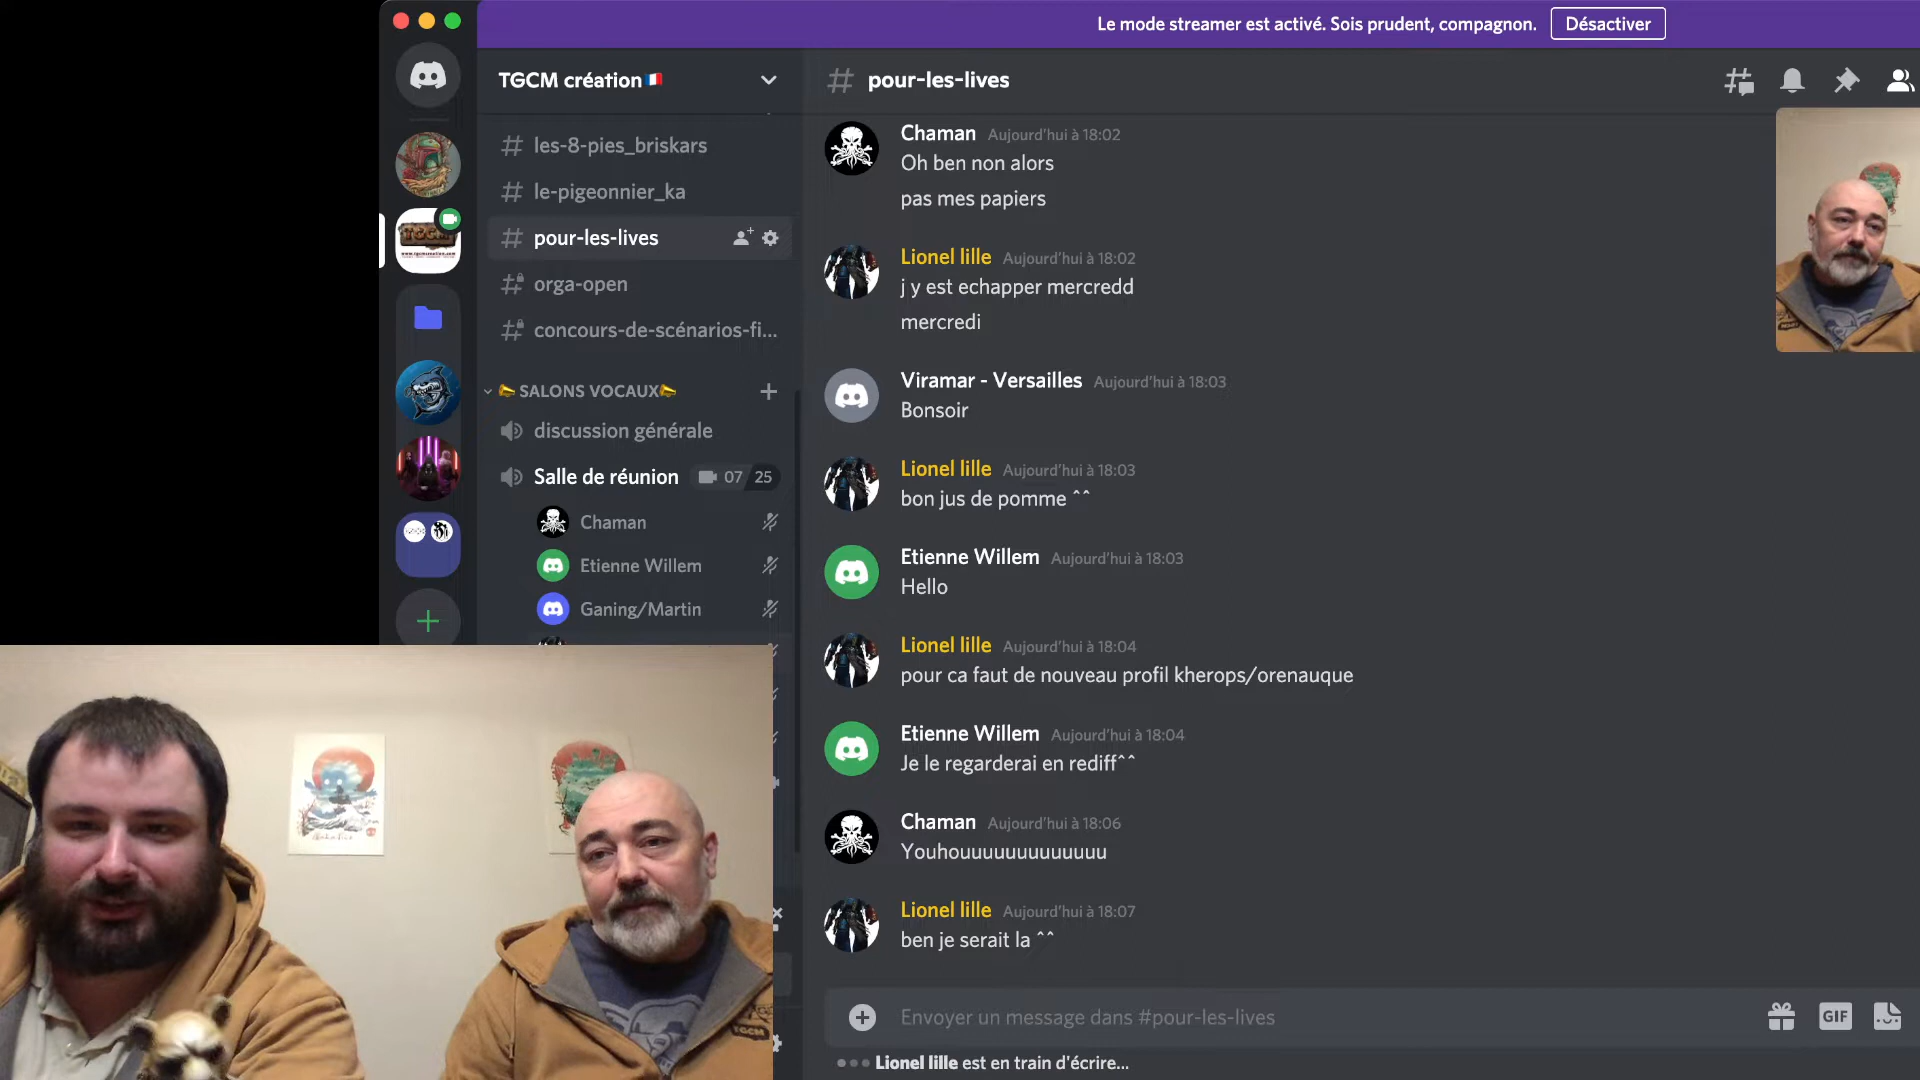 Le mode streamer est activé. Sois prudent, compagnon.
Désactiver
TGCM création
les-8-pies_briskars
le-pigeonnier_ka
pour-les-lives
orga-open
concours-de-scénarios-fi...
SALONS VOCAUX
discussion générale
Salle de réunion 07 25
Chaman
Etienne Willem
Ganing/Martin
pour-les-lives
Chaman Aujourd'hui à 18:02
Oh ben non alors
pas mes papiers
Lionel lille Aujourd'hui à 18:02
j y est echapper mercredd
mercredi
Viramar - Versailles Aujourd'hui à 18:03
Bonsoir
Lionel lille Aujourd'hui à 18:03
bon jus de pomme ^^
Etienne Willem Aujourd'hui à 18:03
Hello
Lionel lille Aujourd'hui à 18:04
pour ca faut de nouveau profil kherops/orenauque
Etienne Willem Aujourd'hui à 18:04
Je le regarderai en rediff^^
Chaman Aujourd'hui à 18:06
Youhouuuuuuuuuuuuu
Lionel lille Aujourd'hui à 18:07
ben je serait la ^^
Envoyer un message dans #pour-les-lives
GIF
Lionel lille est en train d'écrire...
TGCM